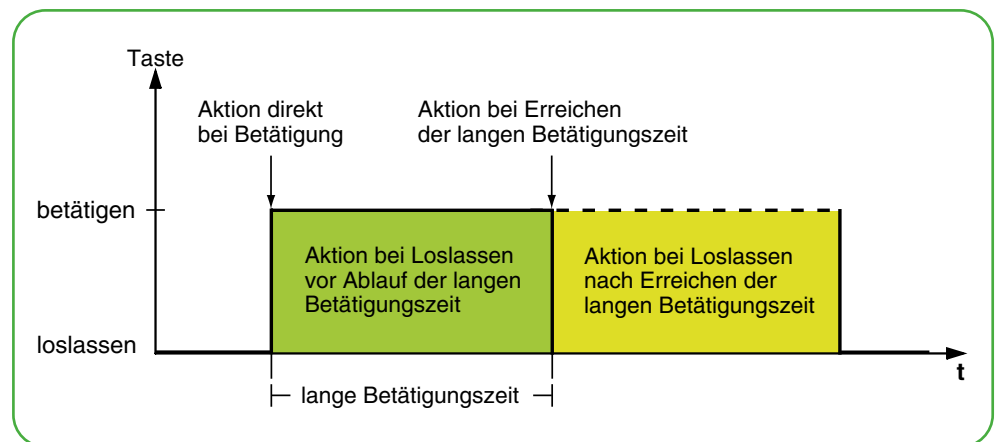 Taste
Aktion direkt
bei Betätigung
Aktion bei Erreichen
der langen Betätigungszeit
betätigen
Aktion bei Loslassen
vor Ablauf der langen
Betätigungszeit
Aktion bei Loslassen
nach Erreichen der
langen Betätigungszeit
loslassen
t
lange Betätigungszeit